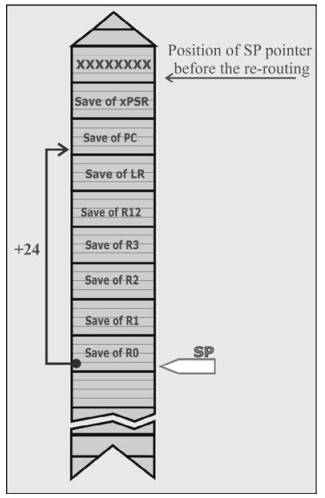 XXXXXXXX
Position of SP pointer
before the re-routing
Save of xPSR
Save of PC
Save of LR
Save of R12
+24
Save of R3
Save of R2
Save of R1
Save of R0
SP